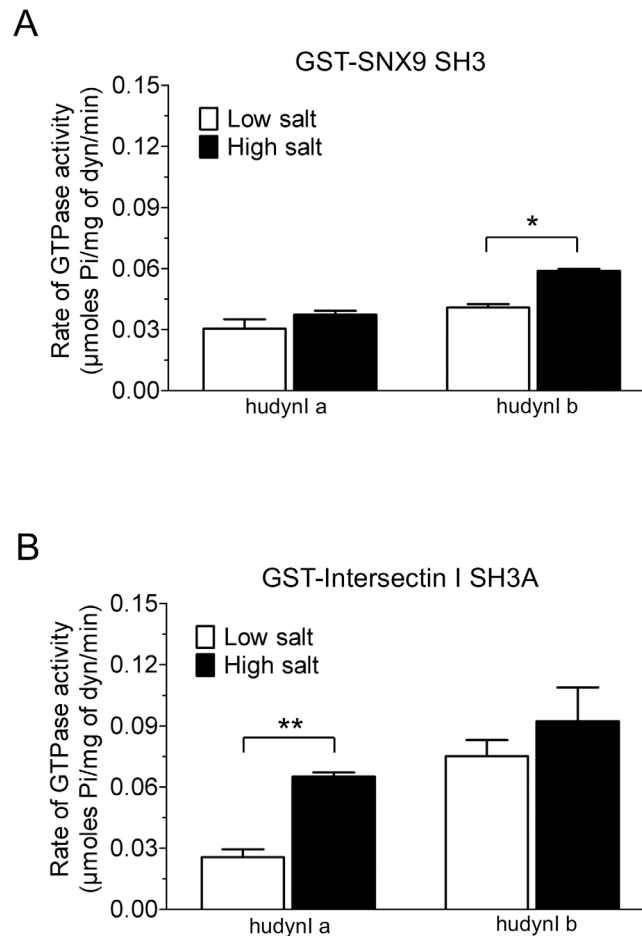 A
GST-SNX9 SH3
Rate of GTPase activity
(μmoles Pi/mg of dyn/min)
0.15
0.12
0.09
0.06
0.03
0.00
Low salt
High salt
*
hudynI a
hudynI b
B
GST-Intersectin I SH3A
Rate of GTPase activity
(μmoles Pi/mg of dyn/min)
0.15
0.12
0.09
0.06
0.03
0.00
Low salt
High salt
**
hudynI a
hudynI b